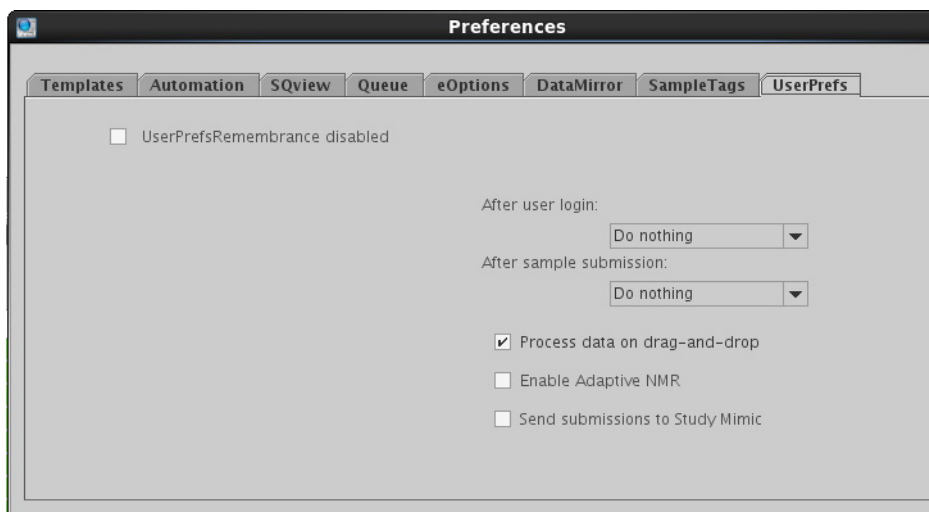 Preferences
Templates Automation SQview Queue eOptions DataMirror SampleTags UserPrefs
UserPrefsRemembrance disabled
After user login:
Do nothing
After sample submission:
Do nothing
Process data on drag-and-drop
Enable Adaptive NMR
Send submissions to Study Mimic